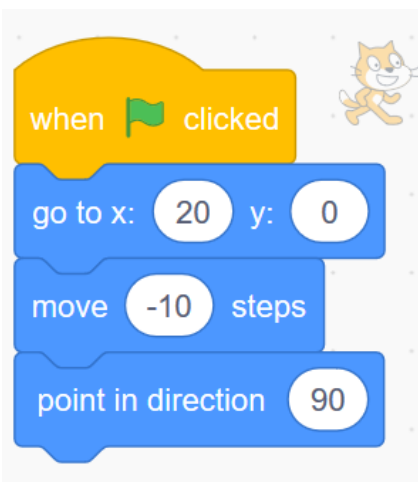 when clicked
go to x: 20 y: 0
move -10 steps
point in direction 90